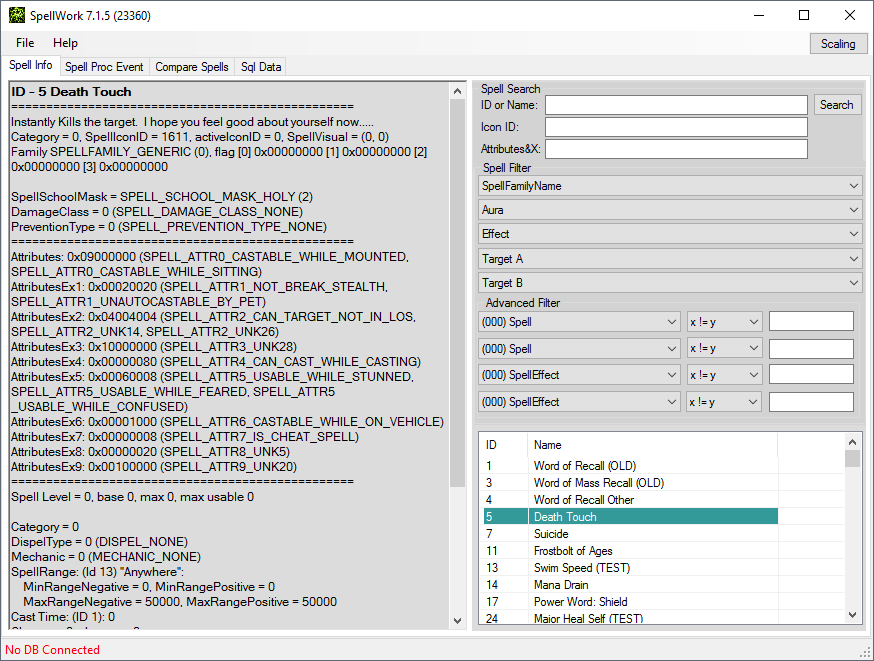 SpellWork 7.1.5 (23360)
File Help
Scaling
Spell Info Spell Proc Event Compare Spells Sql Data
ID - 5 Death Touch
=================================================
Instantly Kills the target.  I hope you feel good about yourself now.....
Category = 0, SpellIconID = 1611, activeIconID = 0, SpellVisual = (0, 0)
Family SPELLFAMILY_GENERIC (0), flag [0] 0x00000000 [1] 0x00000000 [2]
0x00000000 [3] 0x00000000
SpellSchoolMask = SPELL_SCHOOL_MASK_HOLY (2)
DamageClass = 0 (SPELL_DAMAGE_CLASS_NONE)
PreventionType = 0 (SPELL_PREVENTION_TYPE_NONE)
=================================================
Attributes: 0x09000000 (SPELL_ATTR0_CASTABLE_WHILE_MOUNTED,
SPELL_ATTR0_CASTABLE_WHILE_SITTING)
AttributesEx1: 0x00020020 (SPELL_ATTR1_NOT_BREAK_STEALTH,
SPELL_ATTR1_UNAUTOCASTABLE_BY_PET)
AttributesEx2: 0x04004004 (SPELL_ATTR2_CAN_TARGET_NOT_IN_LOS,
SPELL_ATTR2_UNK14, SPELL_ATTR2_UNK26)
AttributesEx3: 0x10000000 (SPELL_ATTR3_UNK28)
AttributesEx4: 0x00000080 (SPELL_ATTR4_CAN_CAST_WHILE_CASTING)
AttributesEx5: 0x00060008 (SPELL_ATTR5_USABLE_WHILE_STUNNED,
SPELL_ATTR5_USABLE_WHILE_FEARED, SPELL_ATTR5
_USABLE_WHILE_CONFUSED)
AttributesEx6: 0x00001000 (SPELL_ATTR6_CASTABLE_WHILE_ON_VEHICLE)
AttributesEx7: 0x00000008 (SPELL_ATTR7_IS_CHEAT_SPELL)
AttributesEx8: 0x00000020 (SPELL_ATTR8_UNK5)
AttributesEx9: 0x00100000 (SPELL_ATTR9_UNK20)
=================================================
Spell Level = 0, base 0, max 0, max usable 0
Category = 0
DispelType = 0 (DISPEL_NONE)
Mechanic = 0 (MECHANIC_NONE)
SpellRange: (Id 13) "Anywhere":
MinRangeNegative = 0, MinRangePositive = 0
MaxRangeNegative = 50000, MaxRangePositive = 50000
Cast Time: (ID 1): 0
Spell Search
ID or Name: Search
Icon ID:
Attributes&X:
Spell Filter
SpellFamilyName
Aura
Effect
Target A
Target B
Advanced Filter
(000) Spell x != y
(000) Spell x != y
(000) SpellEffect x != y
(000) SpellEffect x != y
ID Name
1 Word of Recall (OLD)
3 Word of Mass Recall (OLD)
4 Word of Recall Other
5 Death Touch
7 Suicide
11 Frostbolt of Ages
13 Swim Speed (TEST)
14 Mana Drain
17 Power Word: Shield
24 Major Heal Self (TEST)
No DB Connected